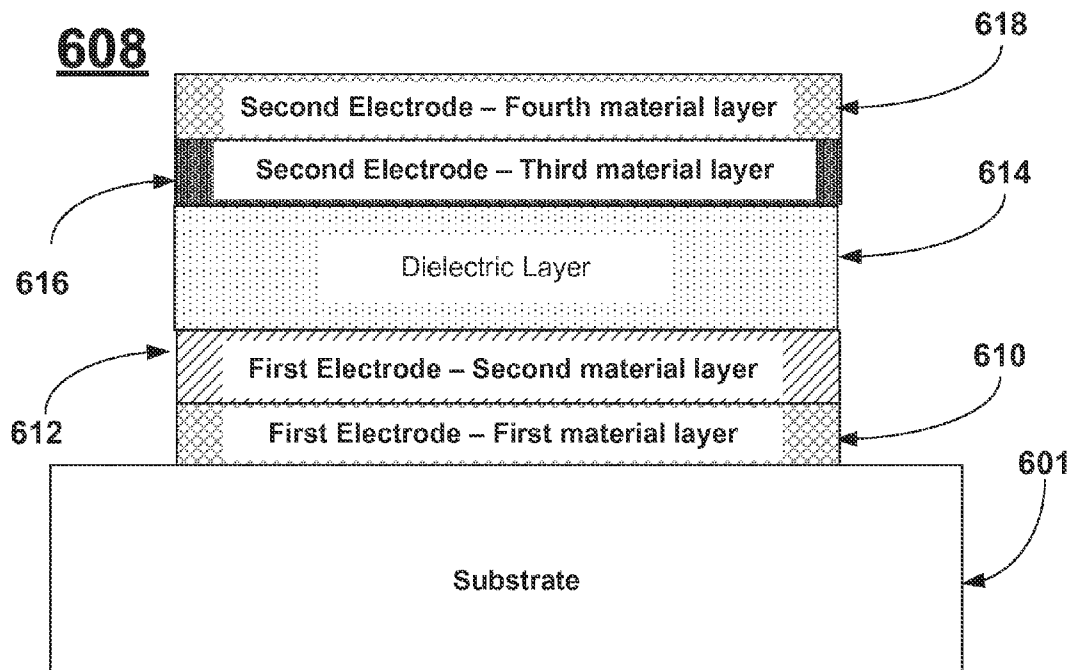 608
618
Second Electrode – Fourth material layer
Second Electrode – Third material layer
614
616
Dielectric Layer
First Electrode – Second material layer
610
612
First Electrode – First material layer
601
Substrate